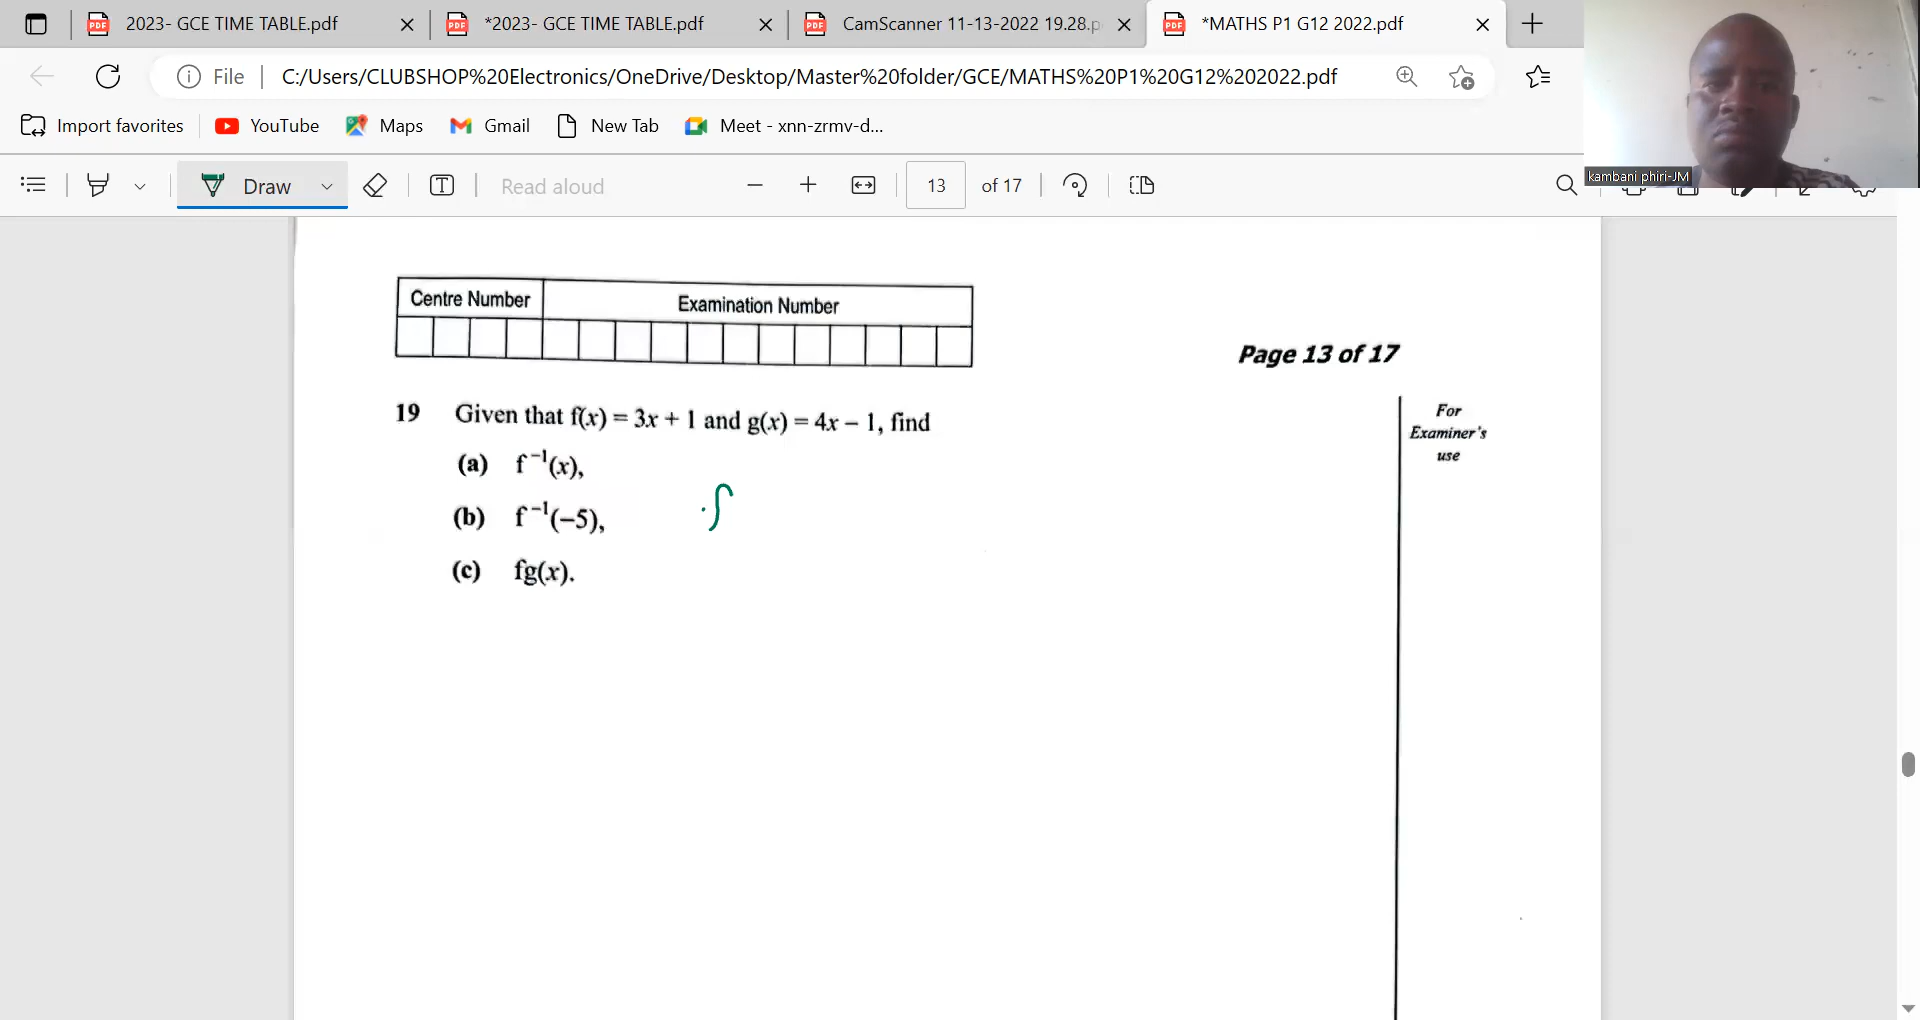 2023- GCE TIME TABLE.pdf
*2023- GCE TIME TABLE.pdf
CamScanner 11-13-2022 19.28.p
*MATHS P1 G12 2022.pdf
File
C:/Users/CLUBSHOP%20Electronics/OneDrive/Desktop/Master%20folder/GCE/MATHS%20P1%20G12%202022.pdf
Import favorites
YouTube
Maps
Gmail
New Tab
Meet - xnn-zrmv-d...
kambani phiri-JM
Draw
Read aloud
13 of 17
Centre Number
Examination Number
Page 13 of 17
19 Given that f(x) = 3x + 1 and g(x) = 4x – 1, find
(a) f⁻¹(x),
(b) f⁻¹(–5),
(c) fg(x).
f
For
Examiner's
use